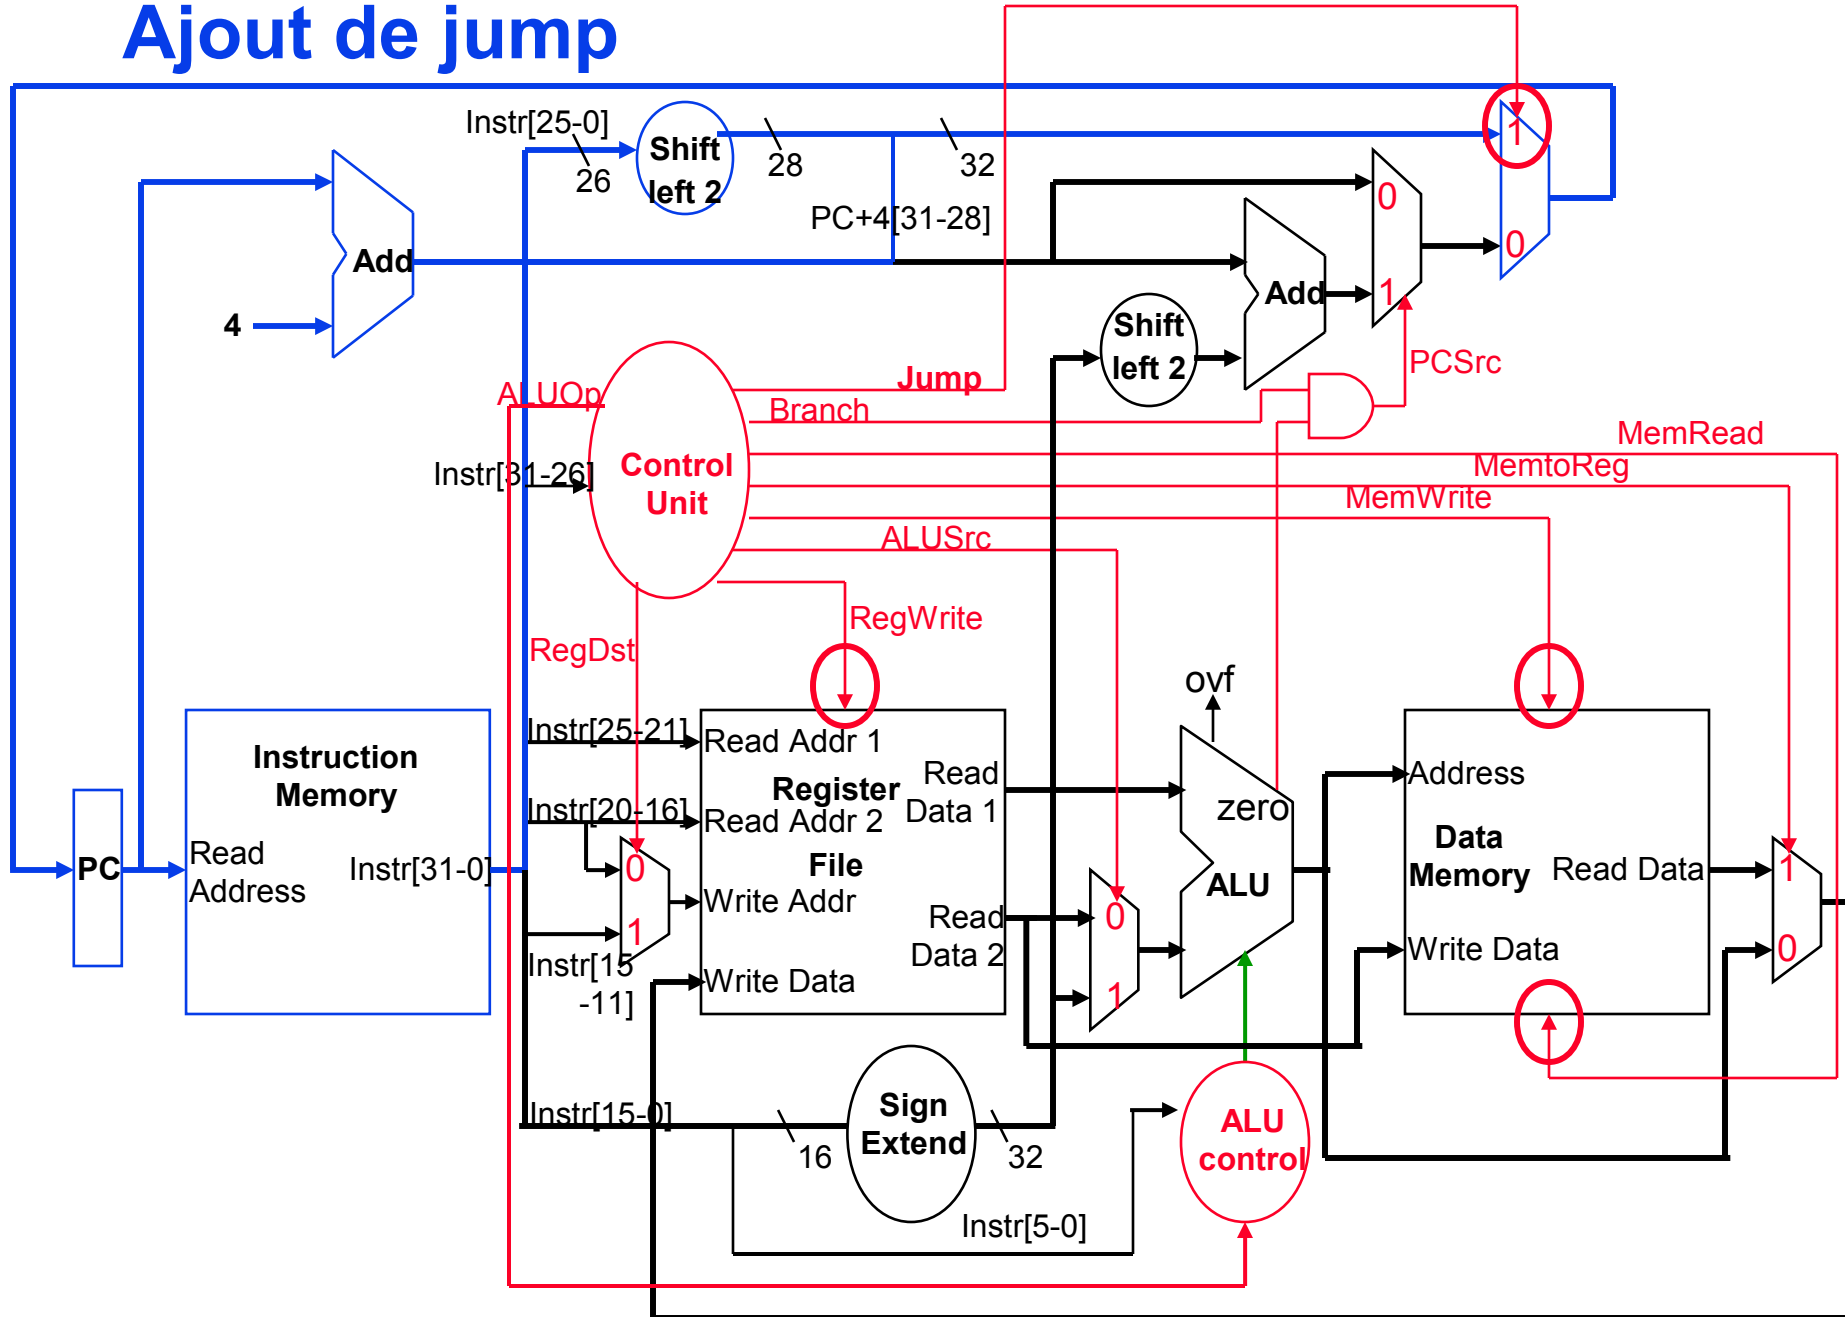 Ajout de jump
Instr[25-0]
26
Shift
left 2
28
32
PC+4[31-28]
Add
4
0
1
1
0
Add
Shift
left 2
PCSrc
Jump
ALUOp
Branch
MemRead
MemtoReg
MemWrite
Instr[31-26]
Control
Unit
ALUSrc
RegWrite
RegDst
ovf
Instruction
Memory
Read
Address
Instr[31-0]
PC
Instr[25-21]
Read Addr 1
Instr[20-16]
Read Addr 2
Register
File
Read
Data 1
Write Addr
Read
Data 2
Write Data
0
1
Instr[15
-11]
0
1
zero
ALU
Address
Data
Memory
Read Data
Write Data
1
0
Instr[15-0]
16
Sign
Extend
32
ALU
control
Instr[5-0]